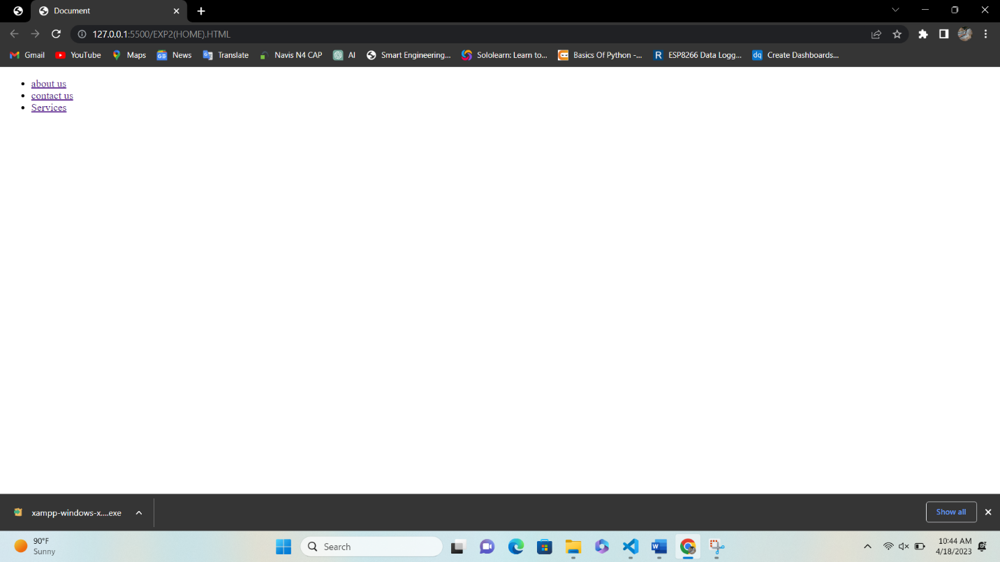 Document
127.0.0.1:5500/EXP2(HOME).HTML
Gmail YouTube Maps News Translate Navis N4 CAP AI Smart Engineering... Sololearn: Learn to... Basics Of Python -... R ESP8266 Data Logg... dq Create Dashboards...
about us
contact us
Services
xampp-windows-x....exe
Show all
90°F
Sunny
Search
10:44 AM
4/18/2023